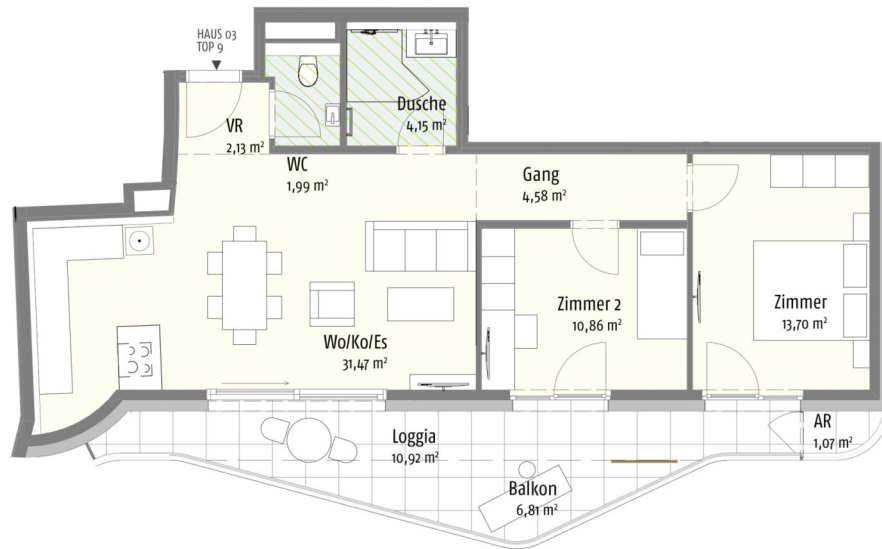 HAUS 03
TOP 9
VR
2,13 m²
WC
1,99 m²
Dusche
4,15 m²
Gang
4,58 m²
Wo/Ko/Es
31,47 m²
Zimmer 2
10,86 m²
Zimmer
13,70 m²
Loggia
10,92 m²
Balkon
6,81 m²
AR
1,07 m²